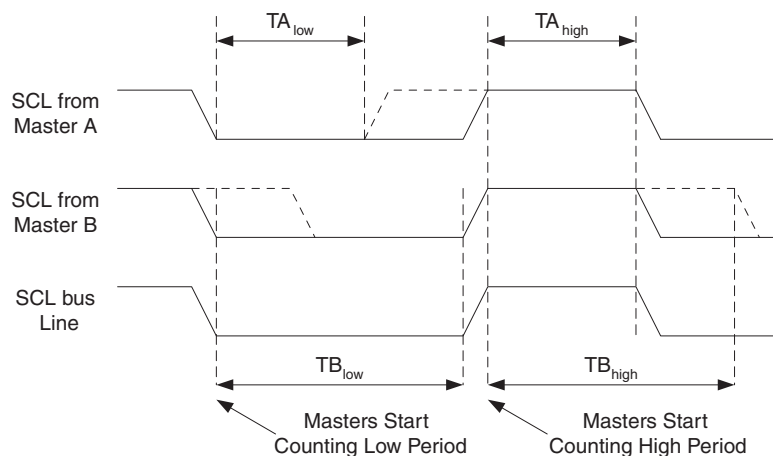 TA low
TA high
SCL from
Master A
SCL from
Master B
SCL bus
Line
TB low
TB high
Masters Start
Counting Low Period
Masters Start
Counting High Period